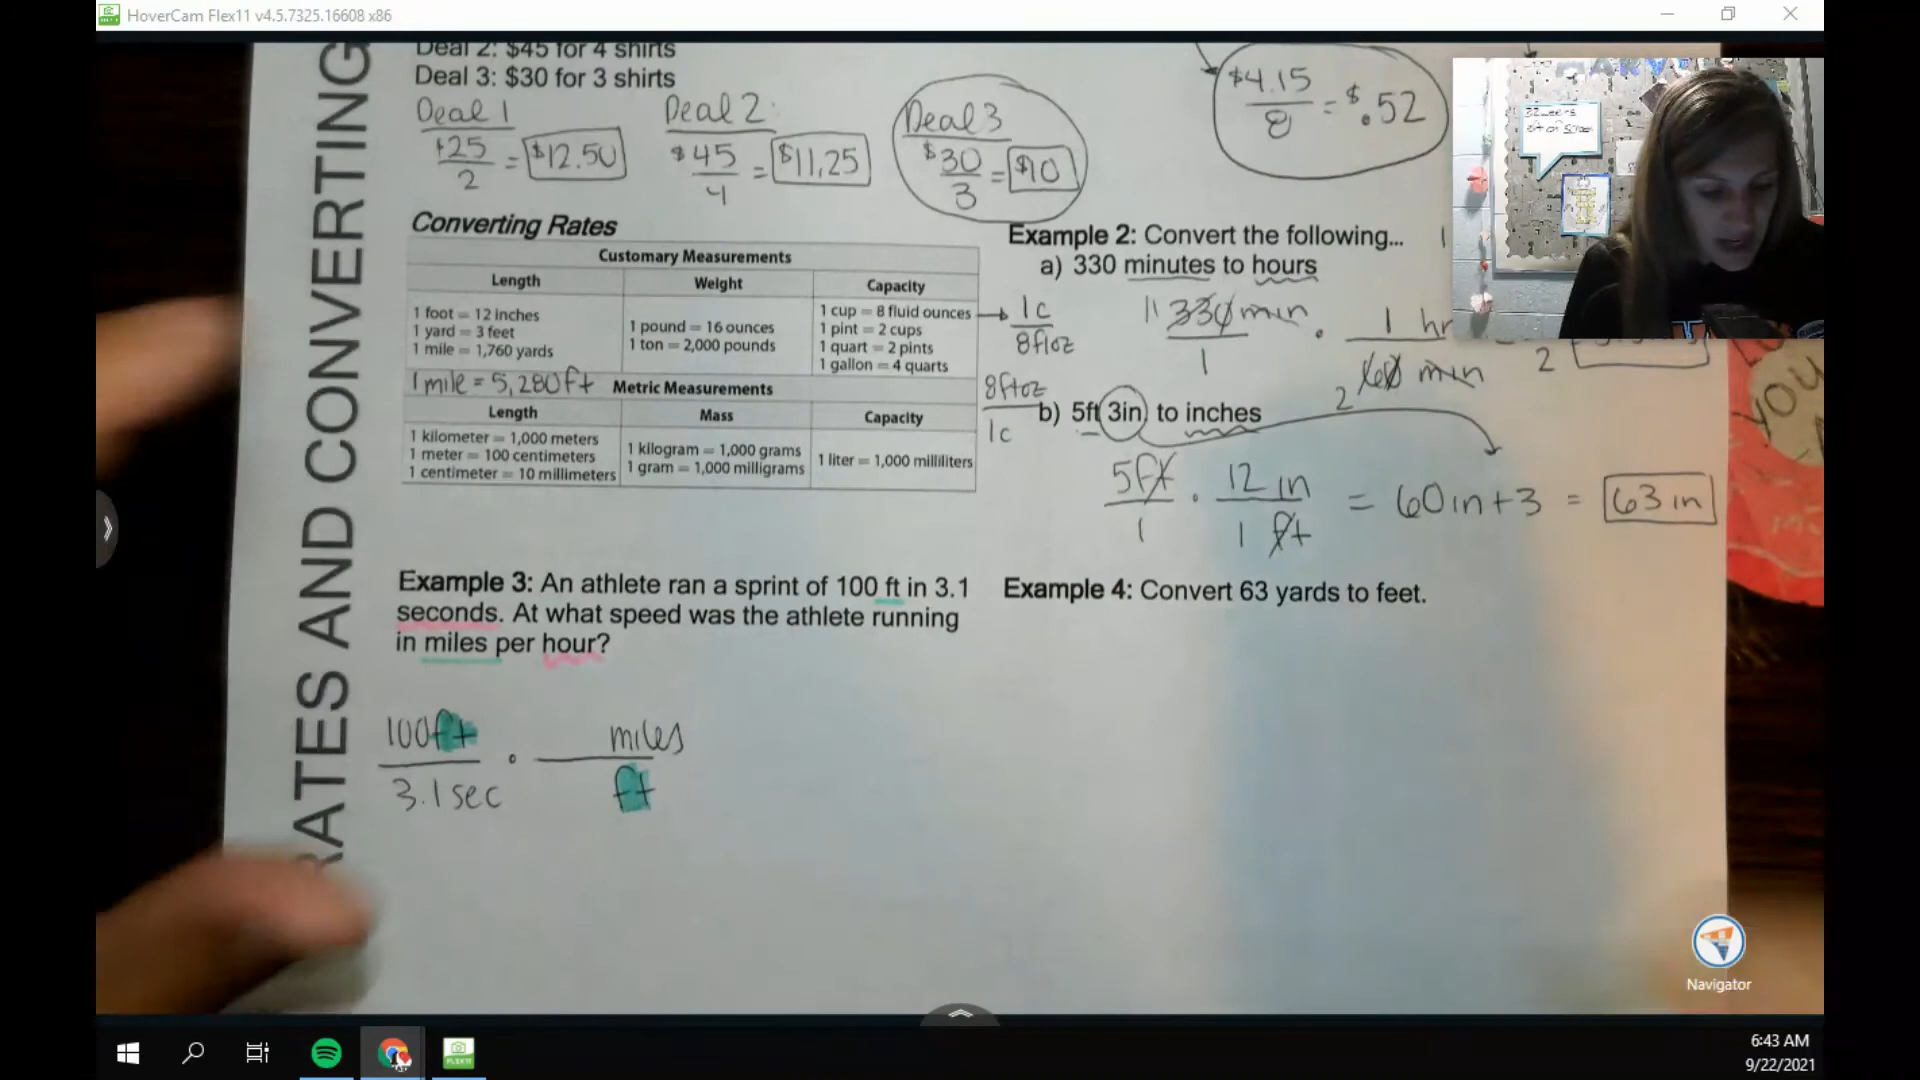 HoverCam Flex11 v4.5.7325.16608 x86
RATES AND CONVERTING
Deal 2: $45 for 4 shirts
Deal 3: $30 for 3 shirts
Deal 1
$25
2
= $12.50
Deal 2:
$45
4
= $11.25
Deal 3
$30
3
= $10
$4.15
8
= $.52
Converting Rates
Customary Measurements
Length
Weight
Capacity
1 foot = 12 inches
1 yard = 3 feet
1 mile = 1,760 yards
1 mile = 5,280ft
1 pound = 16 ounces
1 ton = 2,000 pounds
1 cup = 8 fluid ounces
1 pint = 2 cups
1 quart = 2 pints
1 gallon = 4 quarts
1c
8floz
8floz
1c
Metric Measurements
Length
Mass
Capacity
1 kilometer = 1,000 meters
1 meter = 100 centimeters
1 centimeter = 10 millimeters
1 kilogram = 1,000 grams
1 gram = 1,000 milligrams
1 liter = 1,000 milliliters
Example 2: Convert the following...
a) 330 minutes to hours
11 330 min
1
· 1 hr
60 min
2
2
b) 5ft 3in to inches
5ft
1
· 12 in
1 ft
= 60in+3 = 63 in
Example 3: An athlete ran a sprint of 100 ft in 3.1
seconds. At what speed was the athlete running
in miles per hour?
100ft
3.1sec
· miles
ft
Example 4: Convert 63 yards to feet.
Navigator
FLEX11
6:43 AM
9/22/2021